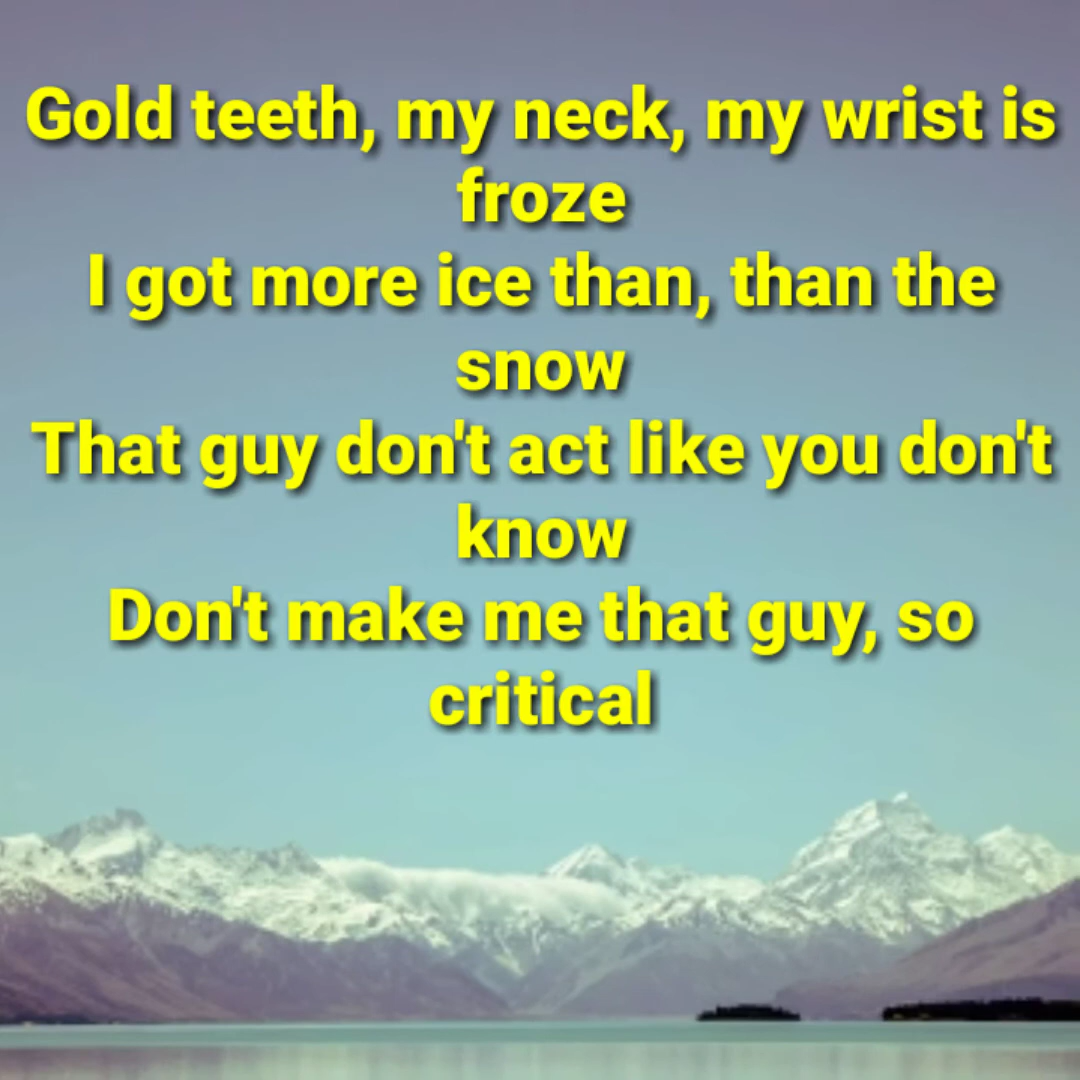 Gold teeth, my neck, my wrist is
froze
I got more ice than, than the
snow
That guy don't act like you don't
know
Don't make me that guy, so
critical